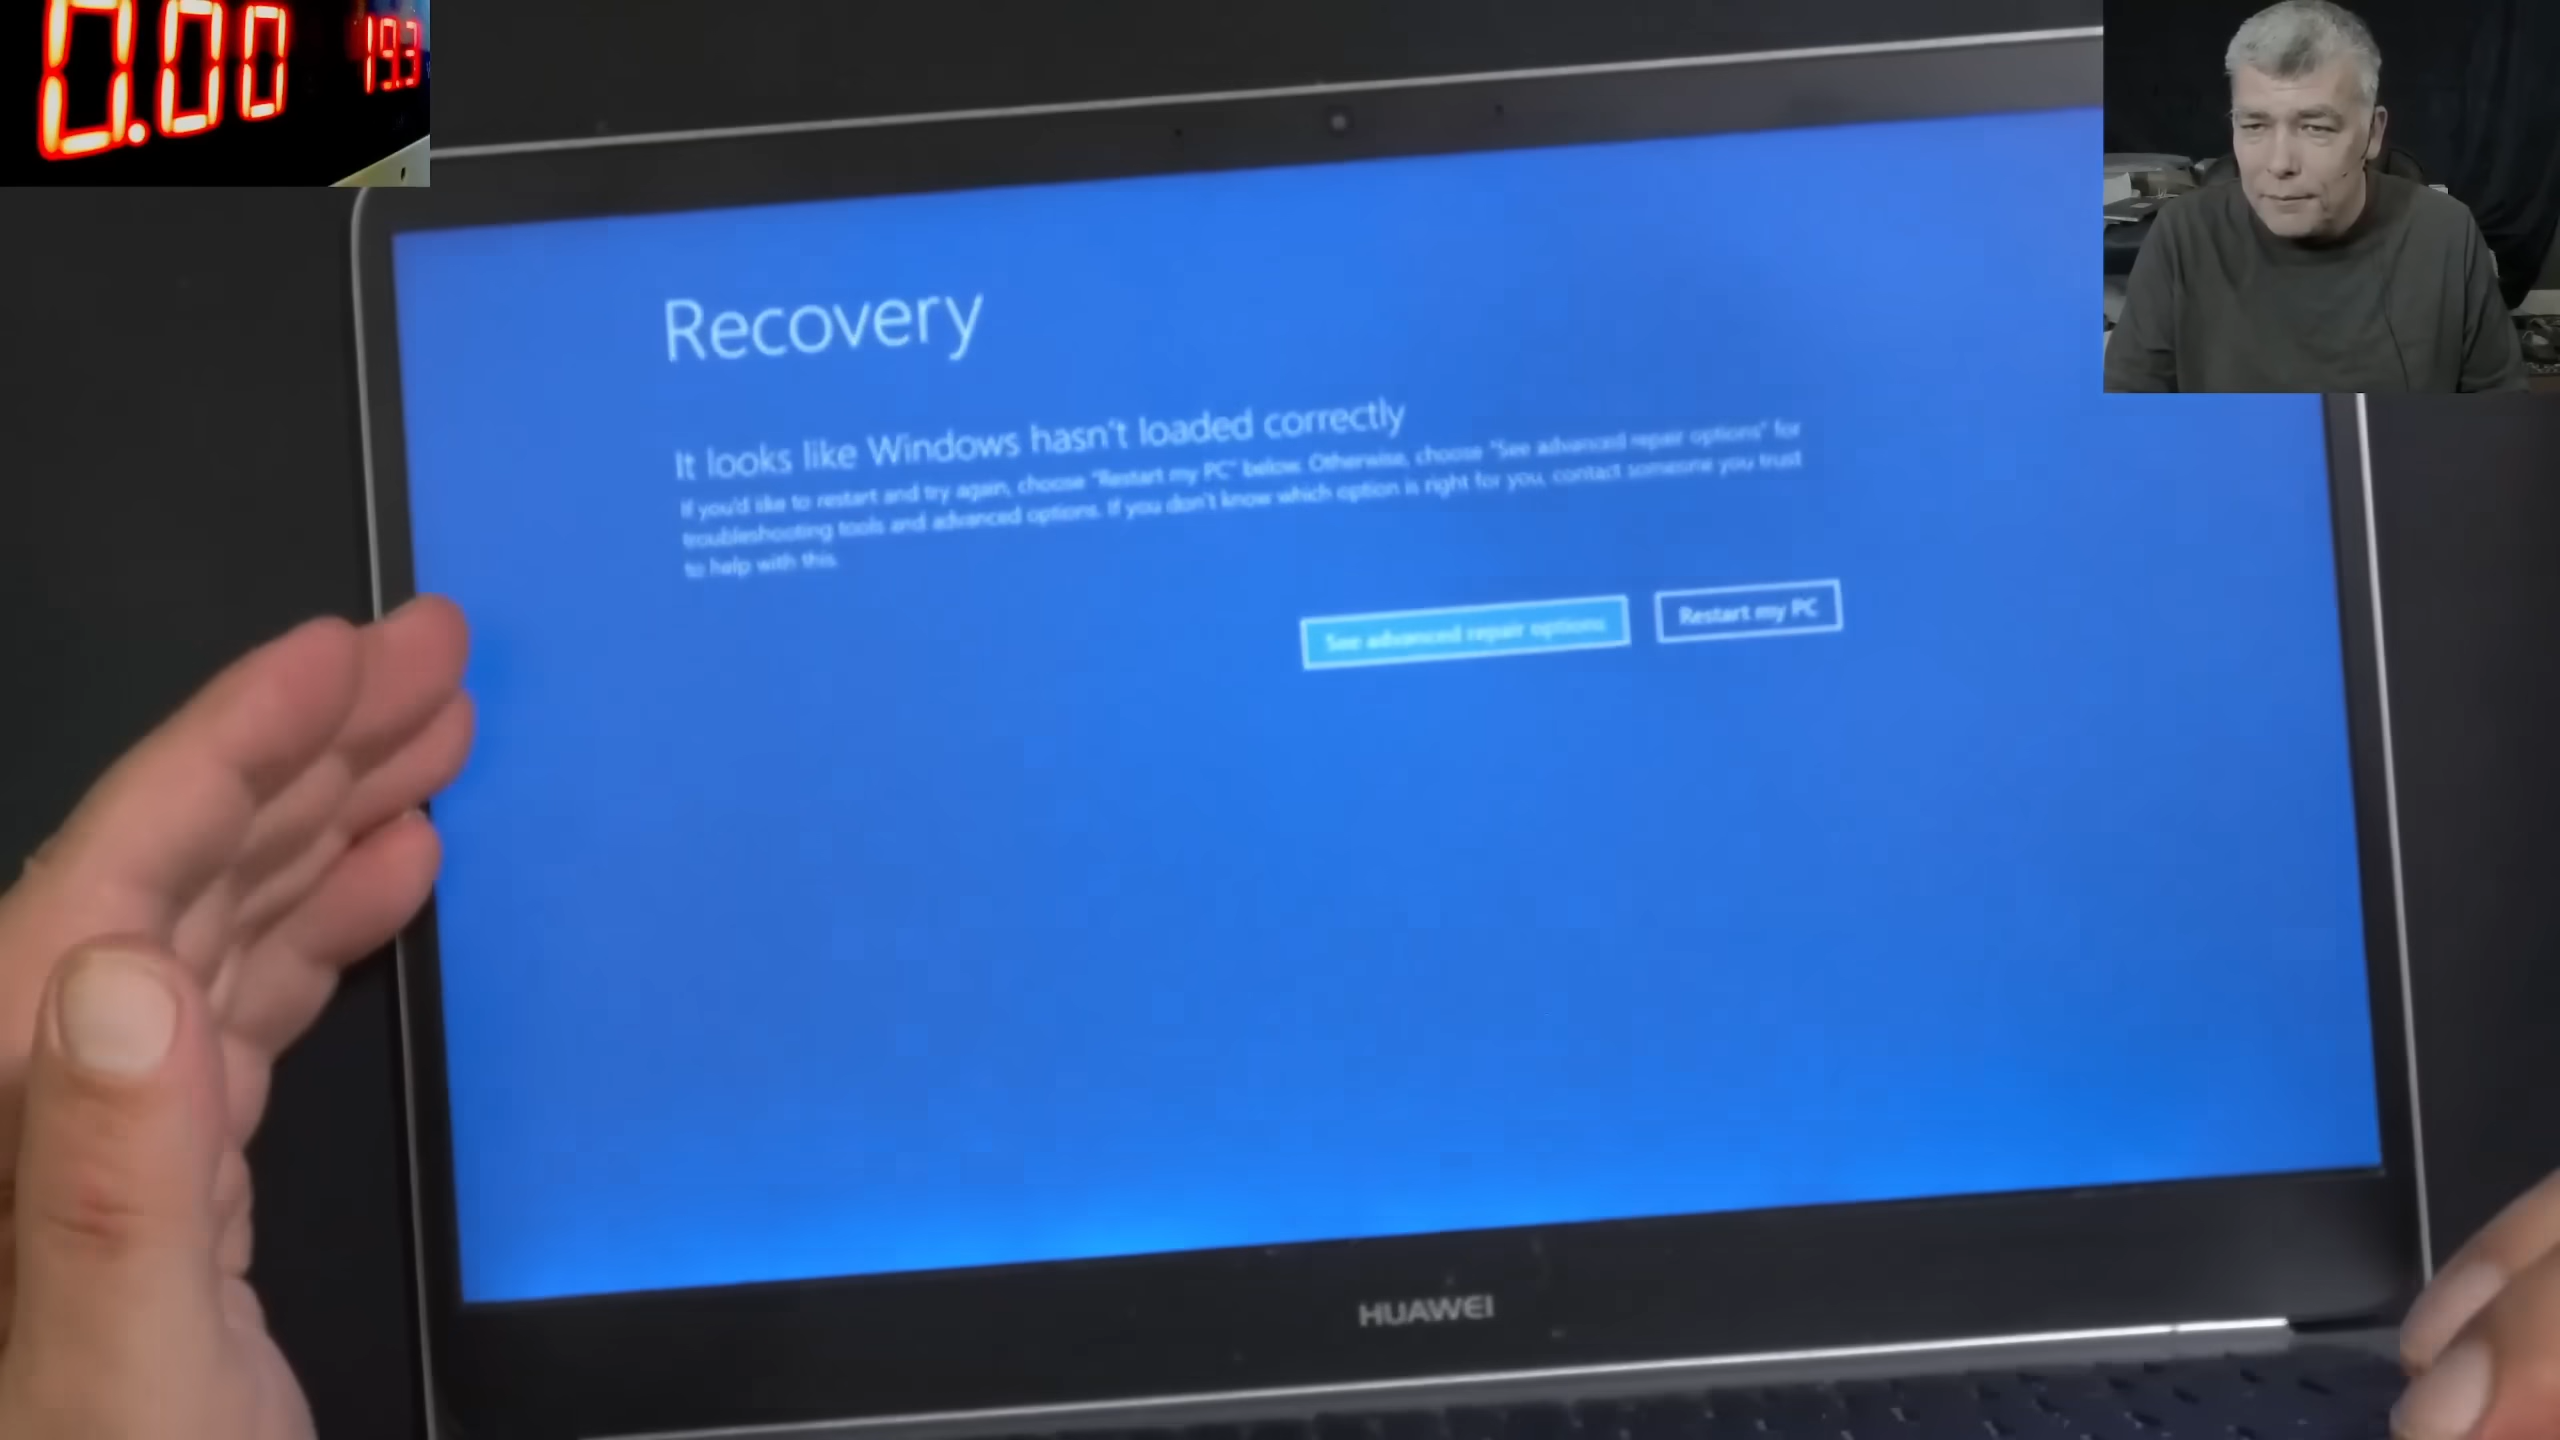 0.00
19.3
Recovery
It looks like Windows hasn't loaded correctly
If you'd like to restart and try again, choose "Restart my PC" below. Otherwise, choose "See advanced repair options" for
troubleshooting tools and advanced options. If you don't know which option is right for you, contact someone you trust
to help with this.
See advanced repair options
Restart my PC
HUAWEI